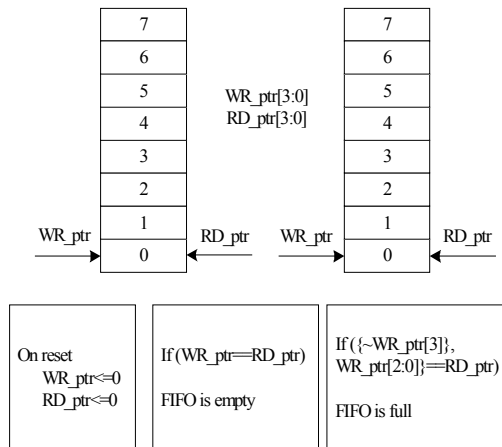 7
6
5
4
3
2
1
0
WR_ptr
RD_ptr
WR_ptr[3:0]
RD_ptr[3:0]
7
6
5
4
3
2
1
0
WR_ptr
RD_ptr
On reset
WR_ptr<=0
RD_ptr<=0
If (WR_ptr==RD_ptr)
FIFO is empty
If ({~WR_ptr[3]},
WR_ptr[2:0]}==RD_ptr)
FIFO is full